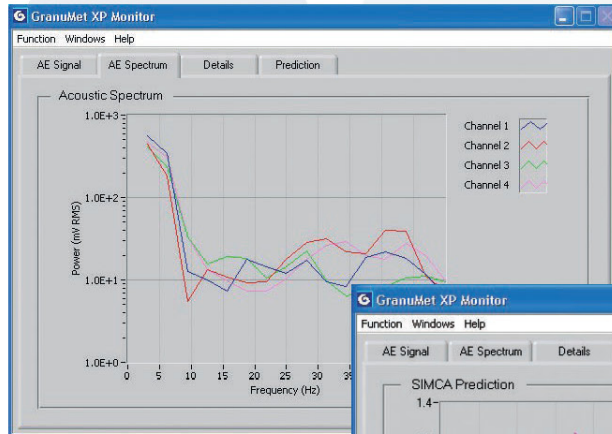 GranuMet XP Monitor
Function Windows Help
AE Signal AE Spectrum Details Prediction
Acoustic Spectrum
1.0E+3
1.0E+2
1.0E+1
1.0E+0
Power (mV RMS)
0 5 10 15 20 25 30 35
Frequency (Hz)
Channel 1
Channel 2
Channel 3
Channel 4
GranuMet XP Monitor
Function Windows Help
AE Signal AE Spectrum Details
SIMCA Prediction
1.4